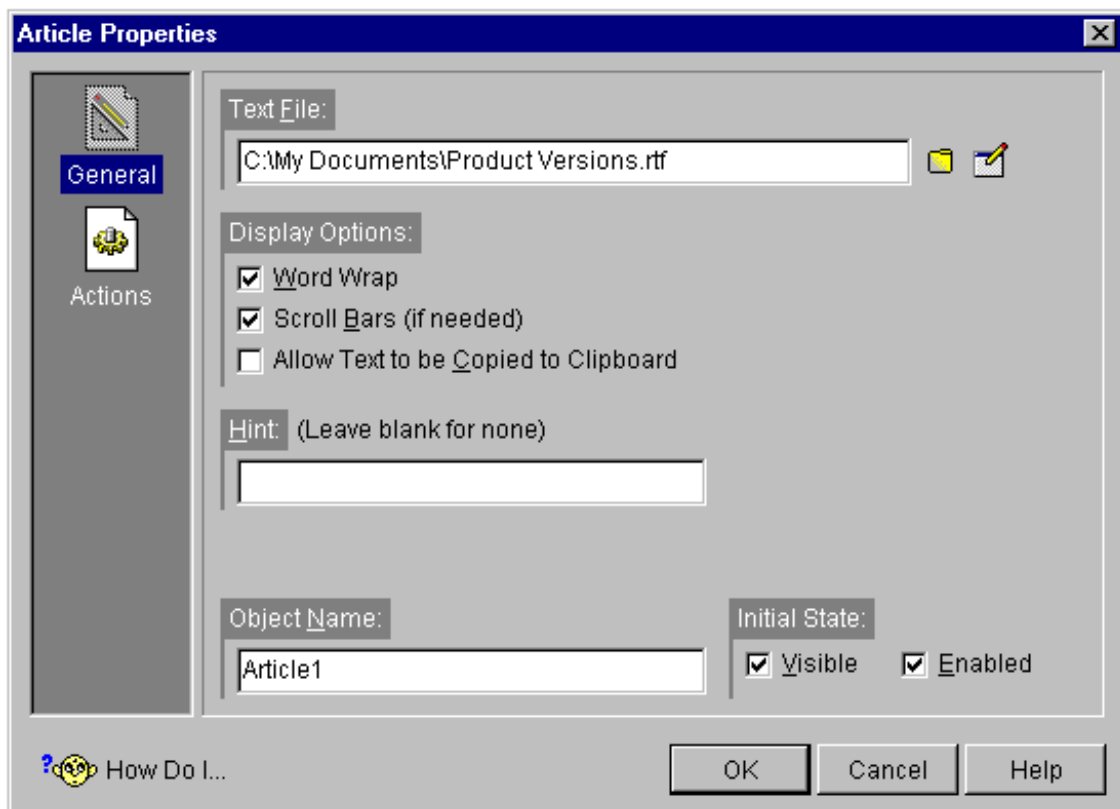 Article Properties
General
Actions
Text File:
C:\My Documents\Product Versions.rtf
Display Options:
Word Wrap
Scroll Bars (if needed)
Allow Text to be Copied to Clipboard
Hint: (Leave blank for none)
Object Name:
Article1
Initial State:
Visible Enabled
? How Do I...
OK Cancel Help